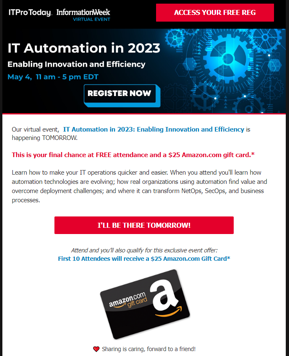 ITPro Today. InformationWeek
VIRTUAL EVENT
ACCESS YOUR FREE REG
IT Automation in 2023
Enabling Innovation and Efficiency
May 4, 11 am - 5 pm EDT
REGISTER NOW
Our virtual event, IT Automation in 2023: Enabling Innovation and Efficiency is
happening TOMORROW.
This is your final chance at FREE attendance and a $25 Amazon.com gift card.*
Learn how to make your IT operations quicker and easier. When you attend you'll learn how
automation technologies are evolving; how real organizations using automation find value and
overcome deployment challenges; and where it can transform NetOps, SecOps, and business
processes.
I'LL BE THERE TOMORROW!
Attend and you'll also qualify for this exclusive event offer:
First 10 Attendees will receive a $25 Amazon.com Gift Card*
amazon.com
gift card
a
Sharing is caring, forward to a friend!